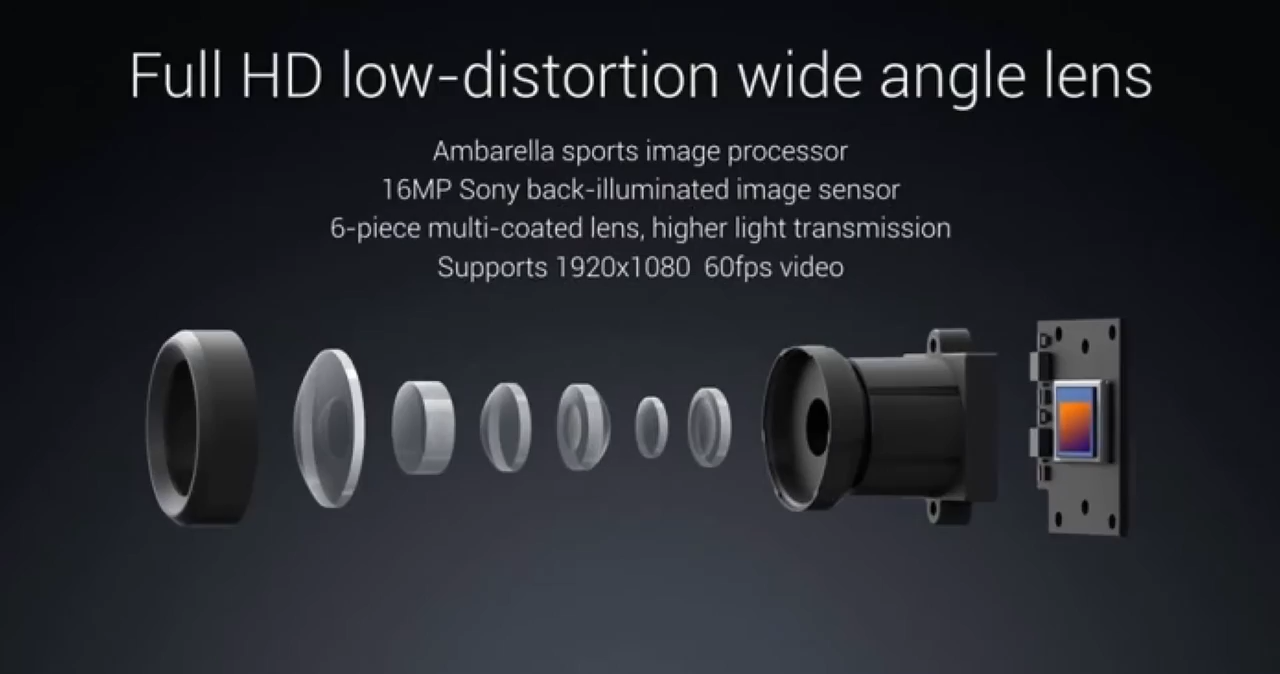 Full HD low-distortion wide angle lens
Ambarella sports image processor
16MP Sony back-illuminated image sensor
6-piece multi-coated lens, higher light transmission
Supports 1920x1080  60fps video